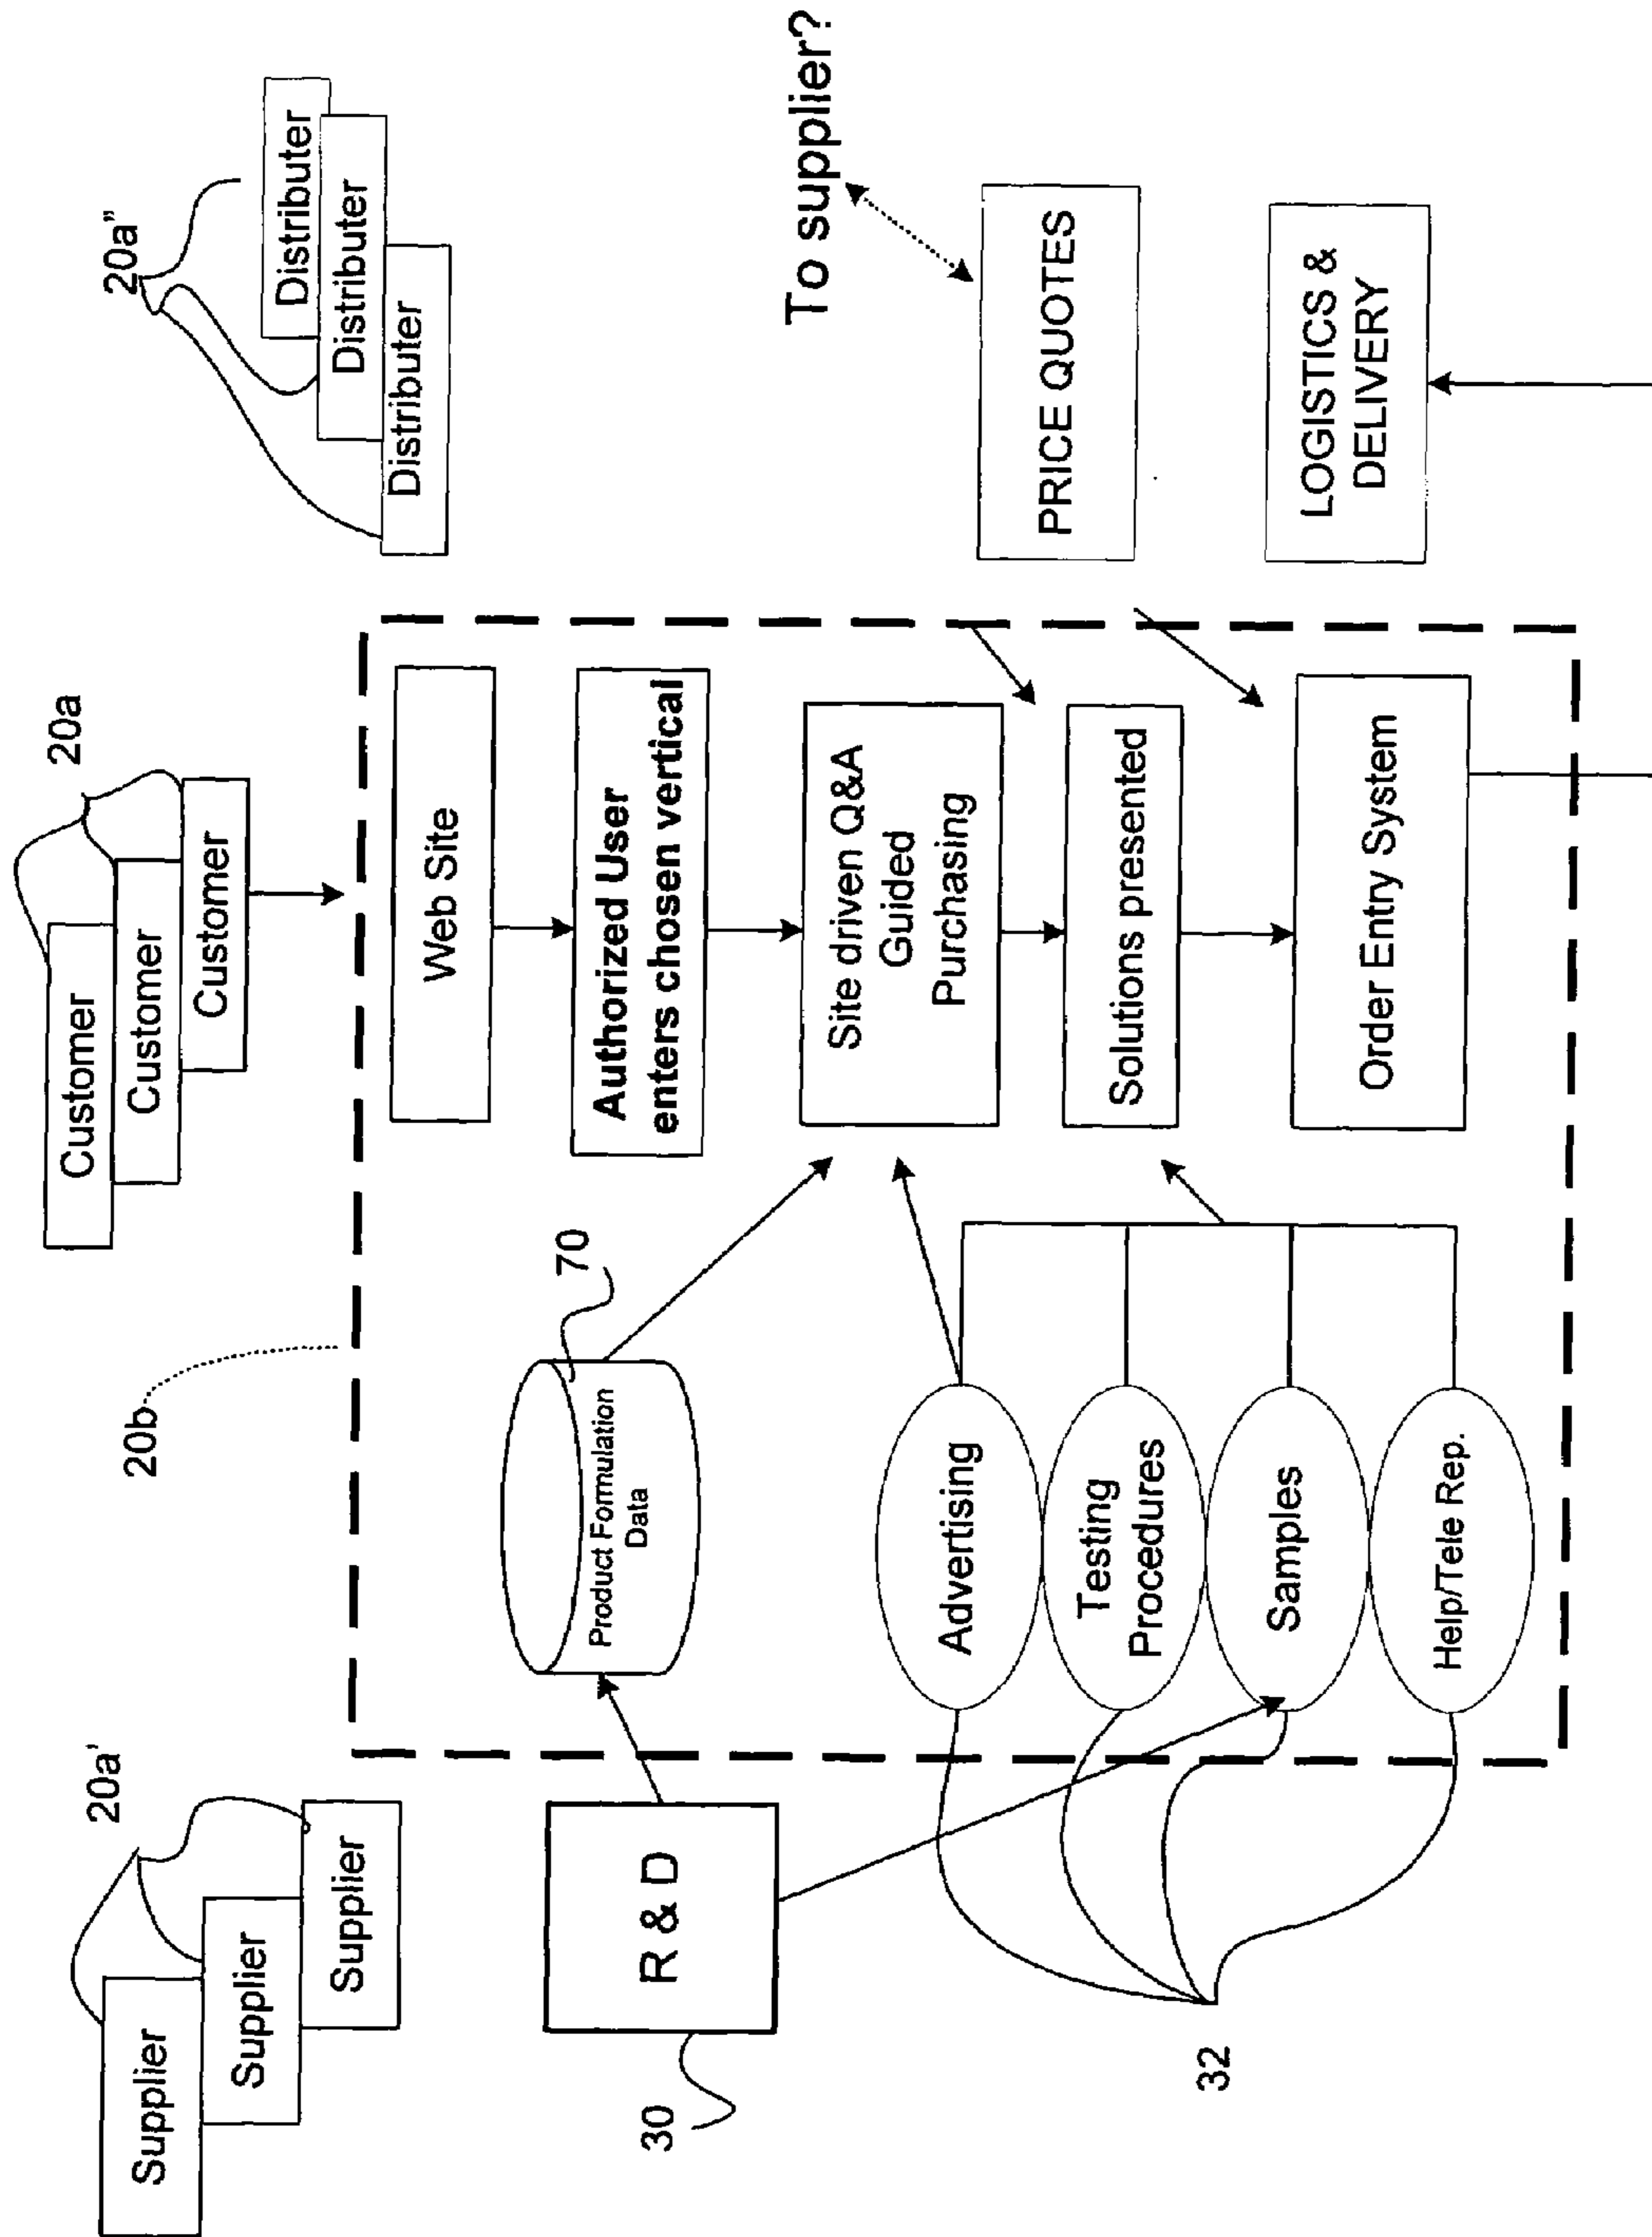 20a'
Supplier
Supplier
Supplier
20b
20a
Customer
Customer
Customer
20a"
Distributer
Distributer
Distributer
R & D
30
70
Product Formulation
Data
Web Site
Authorized User
enters chosen vertical
Site driven Q&A
Guided
Purchasing
Solutions presented
Order Entry System
Advertising
Testing
Procedures
Samples
Help/Tele Rep.
32
To supplier?
PRICE QUOTES
LOGISTICS &
DELIVERY